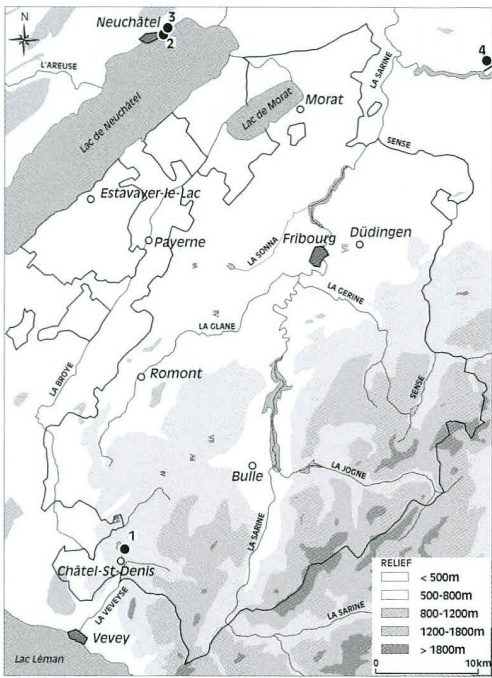 N
Neuchâtel
3
2
4
L'AREUSE
LA SARINE
Lac de Neuchâtel
Lac de Morat
Morat
SENSE
Estavayer-le-Lac
Payerne
LA SONNA
Fribourg
Düdingen
LA GERINE
LA GLANE
LA BROYE
Romont
SENSE
Bulle
LA JOGNE
LA SARINE
1
Châtel-St-Denis
LA VEVEYSE
Vevey
LA SARINE
Lac Léman
RELIEF
< 500m
500-800m
800-1200m
1200-1800m
> 1800m
0 10km